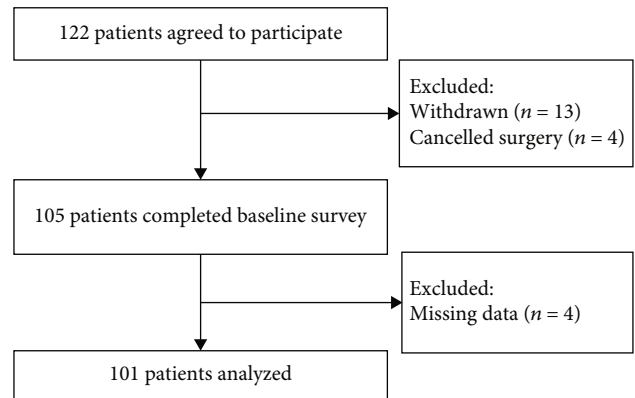 122 patients agreed to participate
Excluded:
Withdrawn (n = 13)
Cancelled surgery (n = 4)
105 patients completed baseline survey
Excluded:
Missing data (n = 4)
101 patients analyzed